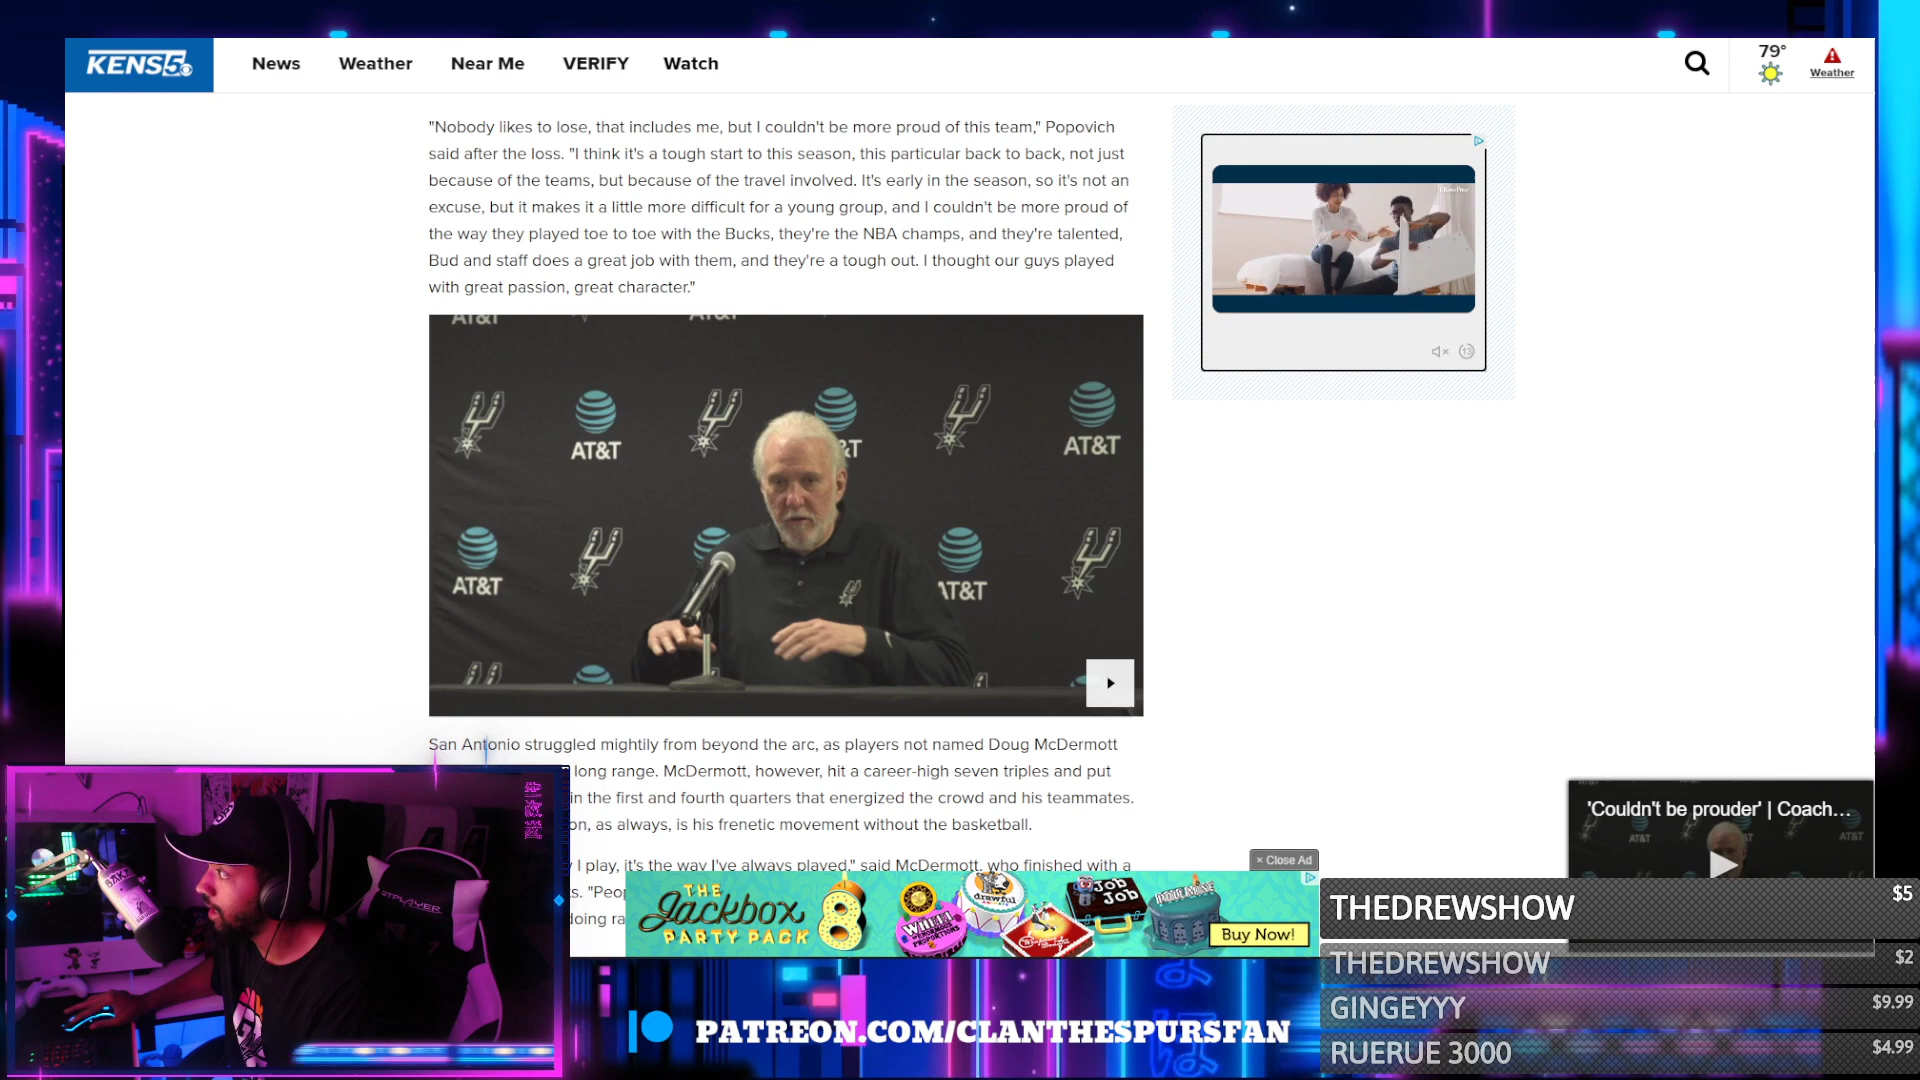 KENS5
News Weather Near Me VERIFY Watch
79°
Weather
"Nobody likes to lose, that includes me, but I couldn't be more proud of this team," Popovich
said after the loss. "I think it's a tough start to this season, this particular back to back, not just
because of the teams, but because of the travel involved. It's early in the season, so it's not an
excuse, but it makes it a little more difficult for a young group, and I couldn't be more proud of
the way they played toe to toe with the Bucks, they're the NBA champs, and they're talented,
Bud and staff does a great job with them, and they're a tough out. I thought our guys played
with great passion, great character."
13
AT&T
AT&T
AT&T
AT&T
AT&T
AT&T
San Antonio struggled mightily from beyond the arc, as players not named Doug McDermott
long range. McDermott, however, hit a career-high seven triples and put
in the first and fourth quarters that energized the crowd and his teammates.
on, as always, is his frenetic movement without the basketball.
I play, it's the way I've always played," said McDermott, who finished with a
s. "Peop
doing ra
'Couldn't be prouder' | Coach...
× Close Ad
THE
Jackbox
PARTY PACK
8
drawful
JOB
JOB
WHEEL
Buy Now!
THEDREWSHOW $5
THEDREWSHOW $2
GINGEYYY $9.99
RUERUE 3000 $4.99
PATREON.COM/CLANTHESPURSFAN
GTPLAYER